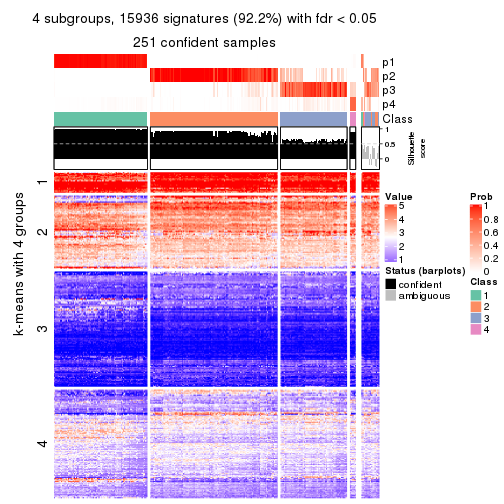 4 subgroups, 15936 signatures (92.2%) with fdr < 0.05
251 confident samples
p1
p2
p3
p4
Class
1
0.5
0
Silhouette
score
k-means with 4 groups
1
2
3
4
Value
5
4
3
2
1
Status (barplots)
confident
ambiguous
Prob
1
0.8
0.6
0.4
0.2
0
Class
1
2
3
4